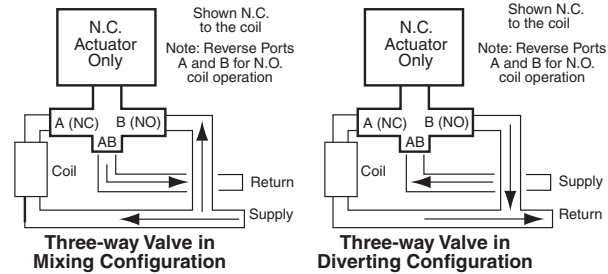 N.C.
Actuator
Only
Shown N.C.
to the coil
Note: Reverse Ports
A and B for N.O.
coil operation
A (NC)
B (NO)
AB
Coil
Return
Supply
Three-way Valve in
Mixing Configuration
N.C.
Actuator
Only
Shown N.C.
to the coil
Note: Reverse Ports
A and B for N.O.
coil operation
A (NC)
B (NO)
AB
Coil
Supply
Return
Three-way Valve in
Diverting Configuration